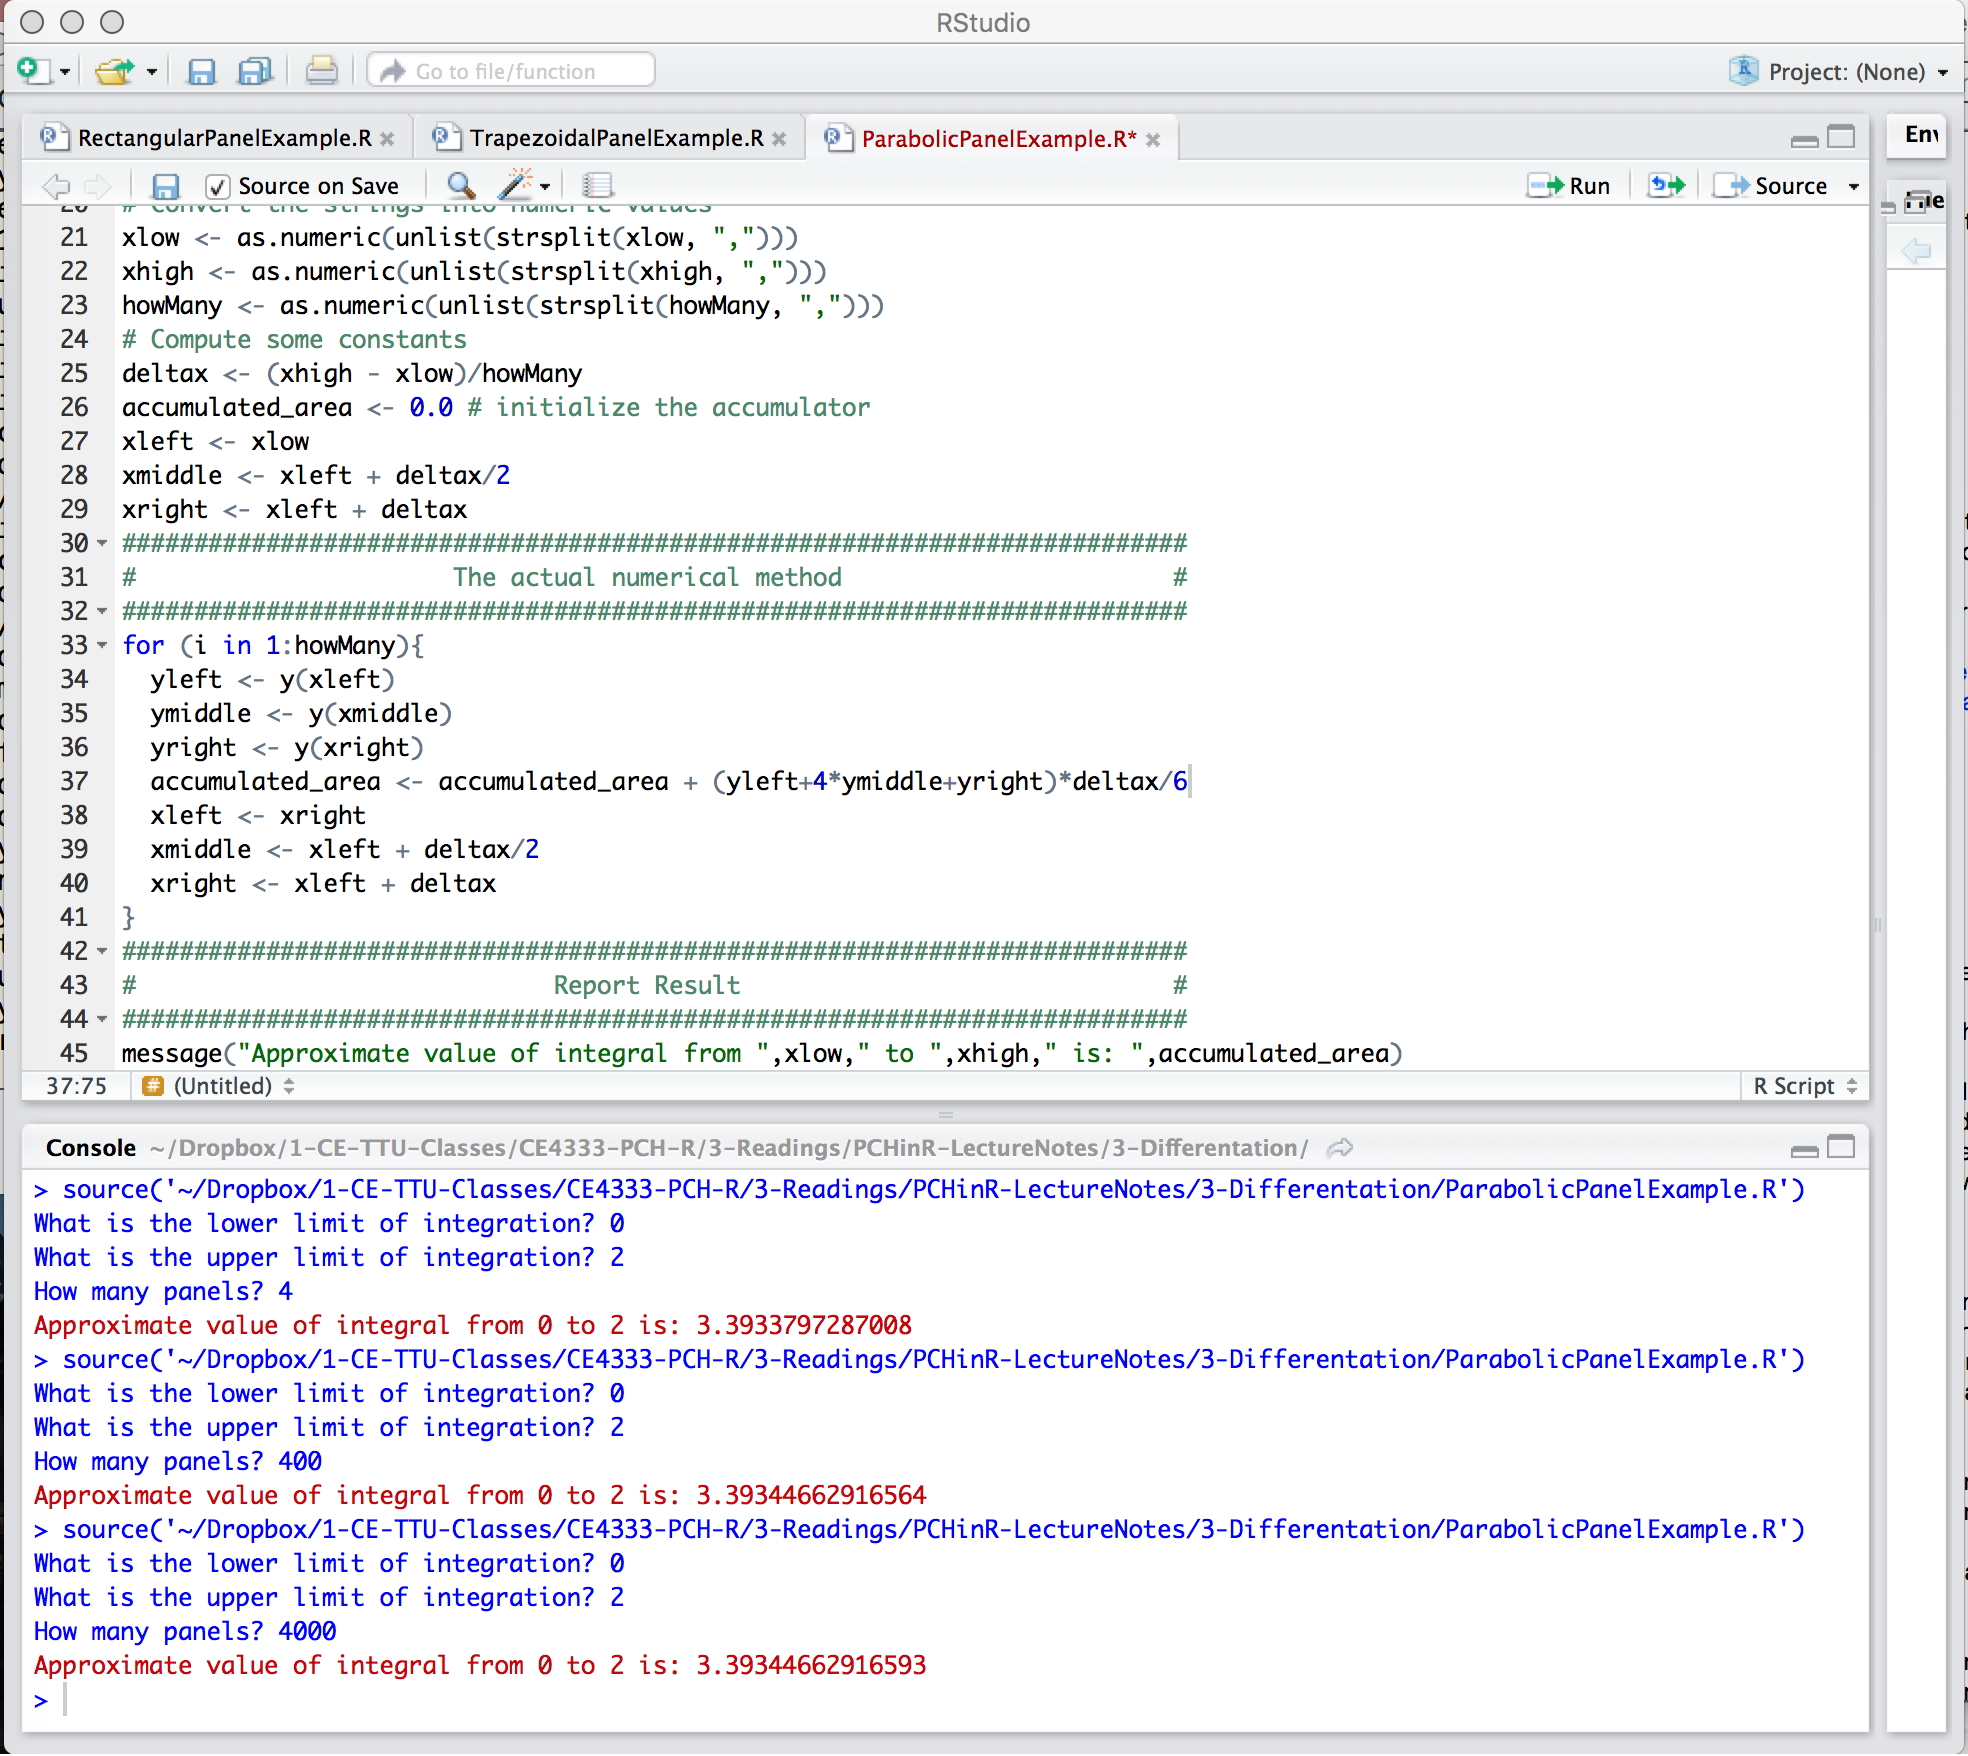 RStudio
Go to file/function
Project: (None)
RectangularPanelExample.R
TrapezoidalPanelExample.R
ParabolicPanelExample.R*
Env
Source on Save
Run
Source
20 # Convert the strings into numeric values
21 xlow <- as.numeric(unlist(strsplit(xlow, ",")))
22 xhigh <- as.numeric(unlist(strsplit(xhigh, ",")))
23 howMany <- as.numeric(unlist(strsplit(howMany, ",")))
24 # Compute some constants
25 deltax <- (xhigh - xlow)/howMany
26 accumulated_area <- 0.0 # initialize the accumulator
27 xleft <- xlow
28 xmiddle <- xleft + deltax/2
29 xright <- xleft + deltax
30 ##########################################################################
31 # The actual numerical method #
32 ##########################################################################
33 for (i in 1:howMany){
34 yleft <- y(xleft)
35 ymiddle <- y(xmiddle)
36 yright <- y(xright)
37 accumulated_area <- accumulated_area + (yleft+4*ymiddle+yright)*deltax/6
38 xleft <- xright
39 xmiddle <- xleft + deltax/2
40 xright <- xleft + deltax
41 }
42 ##########################################################################
43 # Report Result #
44 ##########################################################################
45 message("Approximate value of integral from ",xlow," to ",xhigh," is: ",accumulated_area)
37:75 # (Untitled) R Script
Console ~/Dropbox/1-CE-TTU-Classes/CE4333-PCH-R/3-Readings/PCHinR-LectureNotes/3-Differentation/
> source('~/Dropbox/1-CE-TTU-Classes/CE4333-PCH-R/3-Readings/PCHinR-LectureNotes/3-Differentation/ParabolicPanelExample.R')
What is the lower limit of integration? 0
What is the upper limit of integration? 2
How many panels? 4
Approximate value of integral from 0 to 2 is: 3.3933797287008
> source('~/Dropbox/1-CE-TTU-Classes/CE4333-PCH-R/3-Readings/PCHinR-LectureNotes/3-Differentation/ParabolicPanelExample.R')
What is the lower limit of integration? 0
What is the upper limit of integration? 2
How many panels? 400
Approximate value of integral from 0 to 2 is: 3.39344662916564
> source('~/Dropbox/1-CE-TTU-Classes/CE4333-PCH-R/3-Readings/PCHinR-LectureNotes/3-Differentation/ParabolicPanelExample.R')
What is the lower limit of integration? 0
What is the upper limit of integration? 2
How many panels? 4000
Approximate value of integral from 0 to 2 is: 3.39344662916593
>